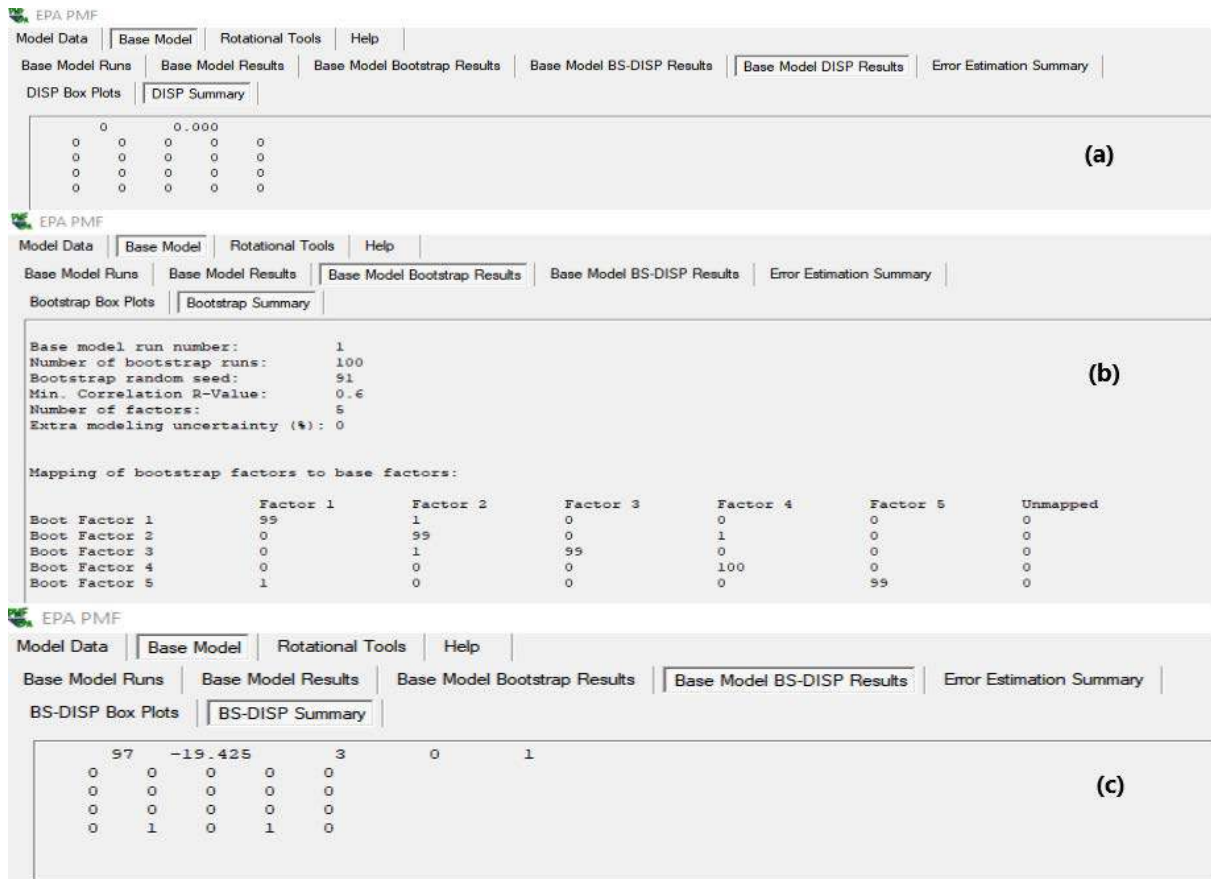 EPA PMF
Model Data Base Model Rotational Tools Help
Base Model Runs Base Model Results Base Model Bootstrap Results Base Model BS-DISP Results Base Model DISP Results Error Estimation Summary
DISP Box Plots DISP Summary
0 0.000
0 0 0 0 0
0 0 0 0 0
0 0 0 0 0
0 0 0 0 0
(a)
EPA PMF
Model Data Base Model Rotational Tools Help
Base Model Runs Base Model Results Base Model Bootstrap Results Base Model BS-DISP Results Error Estimation Summary
Bootstrap Box Plots Bootstrap Summary
Base model run number: 1
Number of bootstrap runs: 100
Bootstrap random seed: 91
Min. Correlation R-Value: 0.6
Number of factors: 5
Extra modeling uncertainty (%): 0
(b)
Mapping of bootstrap factors to base factors:
Factor 1 Factor 2 Factor 3 Factor 4 Factor 5 Unmapped
Boot Factor 1 99 1 0 0 0 0
Boot Factor 2 0 99 0 1 0 0
Boot Factor 3 0 1 99 0 0 0
Boot Factor 4 0 0 0 100 0 0
Boot Factor 5 1 0 0 0 99 0
EPA PMF
Model Data Base Model Rotational Tools Help
Base Model Runs Base Model Results Base Model Bootstrap Results Base Model BS-DISP Results Error Estimation Summary
BS-DISP Box Plots BS-DISP Summary
97 -19.425 3 0 1
0 0 0 0 0
0 0 0 0 0
0 0 0 0 0
0 1 0 1 0
(c)